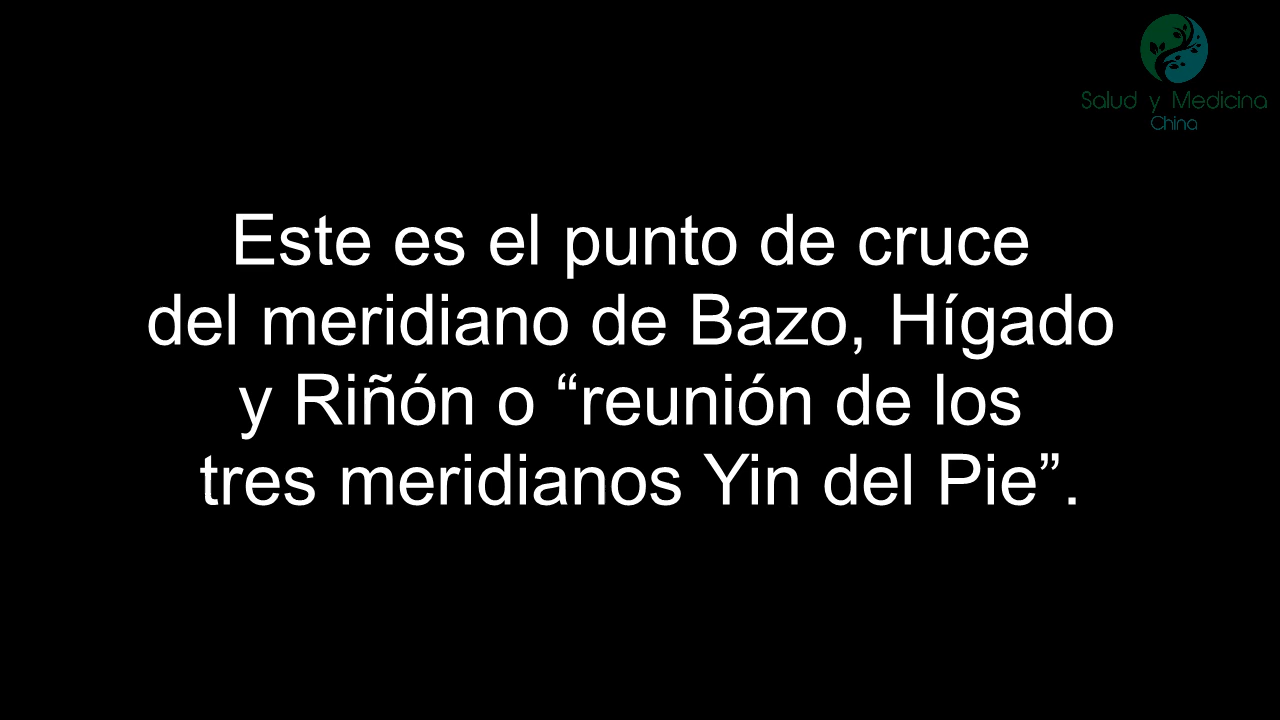 Salud y Medicina
China
Este es el punto de cruce
del meridiano de Bazo, Hígado
y Riñón o “reunión de los
tres meridianos Yin del Pie”.